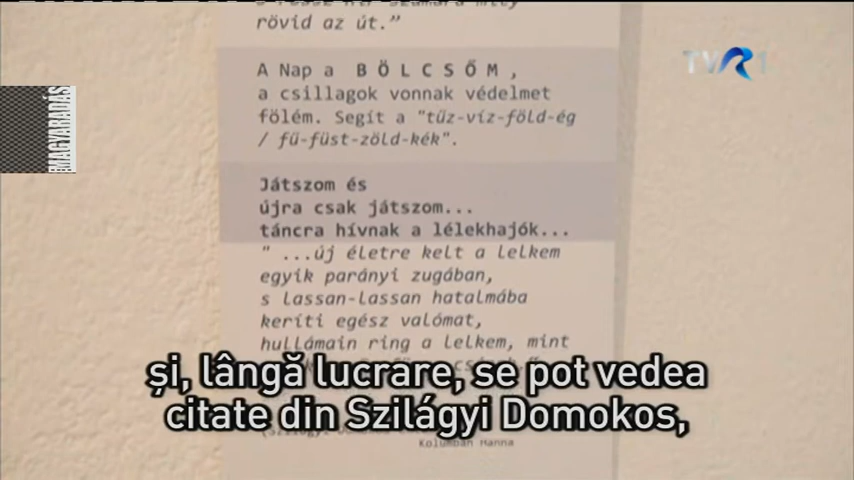 rövid az út."
A Nap a BÖLCSŐM,
a csillagok vonnak védelmet
fölém. Segít a "tűz-víz-föld-ég
/ fű-füst-zöld-kék".
Játszom és
újra csak játszom...
táncra hívnak a lélekhajók...
" ...új életre kelt a lelkem
egyik parányi zugában,
s lassan-lassan hatalmába
keríti egész valómat,
hullámain ring a lelkem, mint
și, lângă lucrare, se pot vedea
citate din Szilágyi Domokos,
Kolumbán Hanna
TVR1
MAGYARADÁS